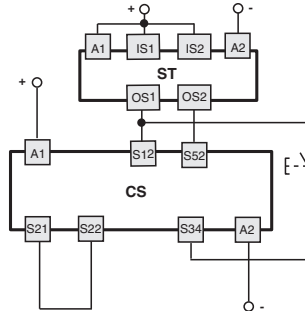 + -
A1 IS1 IS2 A2
ST
OS1 OS2
+
A1 S12 S52
CS
S21 S22 S34 A2
-